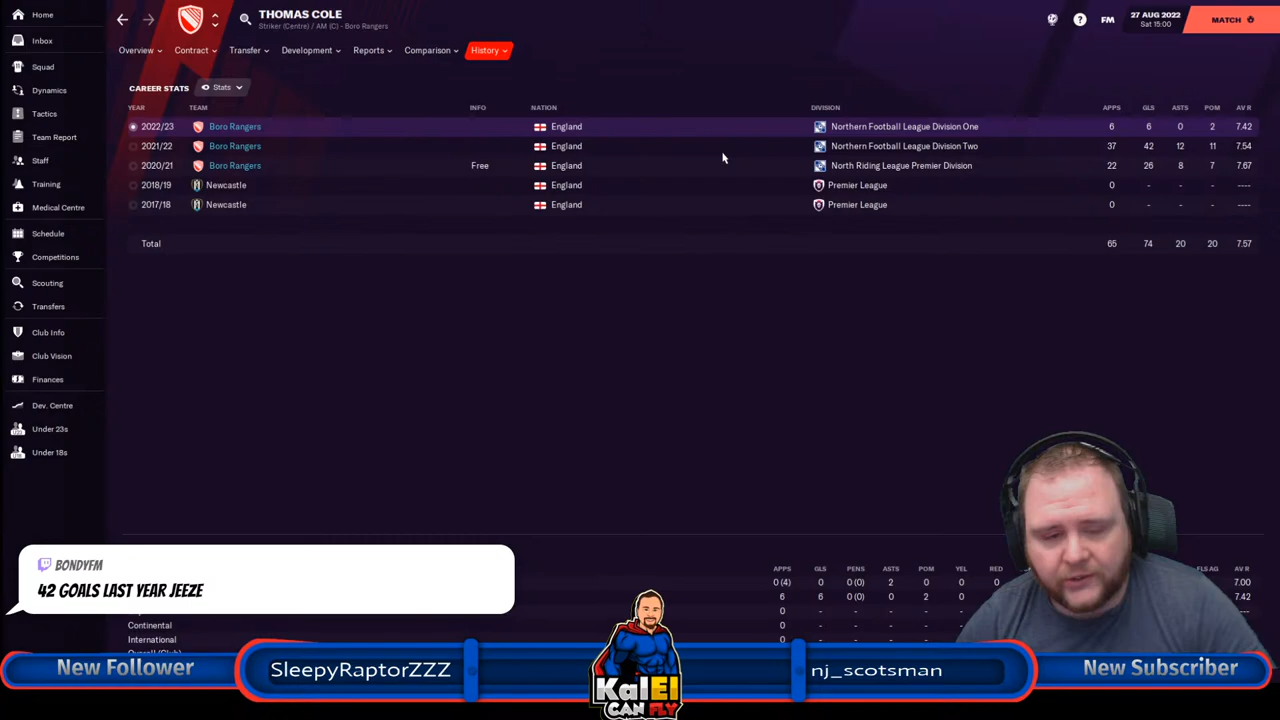 Home
Inbox
Squad
Dynamics
Tactics
Team Report
Staff
Training
Medical Centre
Schedule
Competitions
Scouting
Transfers
Club Info
Club Vision
Finances
Dev. Centre
Under 23s
Under 18s
THOMAS COLE
Striker (Centre) / AM (C) - Boro Rangers
FM
27 AUG 2022
Sat 15:00
MATCH
Overview Contract Transfer Development Reports Comparison History
CAREER STATS Stats
YEAR TEAM INFO NATION DIVISION APPS GLS ASTS POM AV R
2022/23 Boro Rangers England Northern Football League Division One 6 6 0 2 7.42
2021/22 Boro Rangers England Northern Football League Division Two 37 42 12 11 7.54
2020/21 Boro Rangers Free England North Riding League Premier Division 22 26 8 7 7.67
2018/19 Newcastle England Premier League 0 - - - ----
2017/18 Newcastle England Premier League 0 - - - ----
Total 65 74 20 20 7.57
BONDYFM
42 GOALS LAST YEAR JEEZE
APPS GLS PENS ASTS POM YEL RED FLS AG AV R
0 (4) 0 0 (0) 2 0 0 0 7.00
6 6 0 (0) 0 2 0 7.42
0 - - - - -
Continental 0 - - - - -
International 0 - - - - -
New Follower
SleepyRaptorZZZ
KalEl
CAN FLY
nj_scotsman
New Subscriber